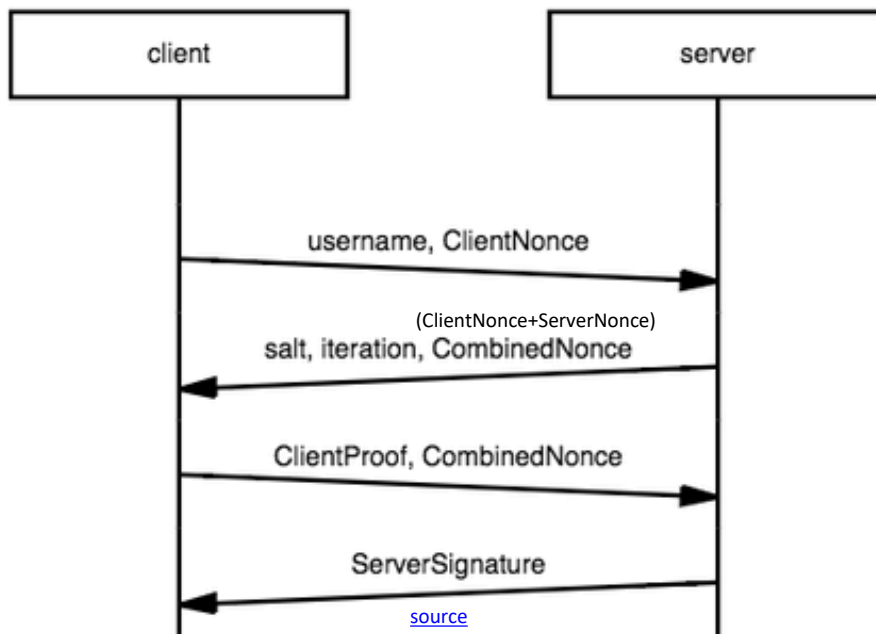 client
server
username, ClientNonce
(ClientNonce+ServerNonce)
salt, iteration, CombinedNonce
ClientProof, CombinedNonce
ServerSignature
source